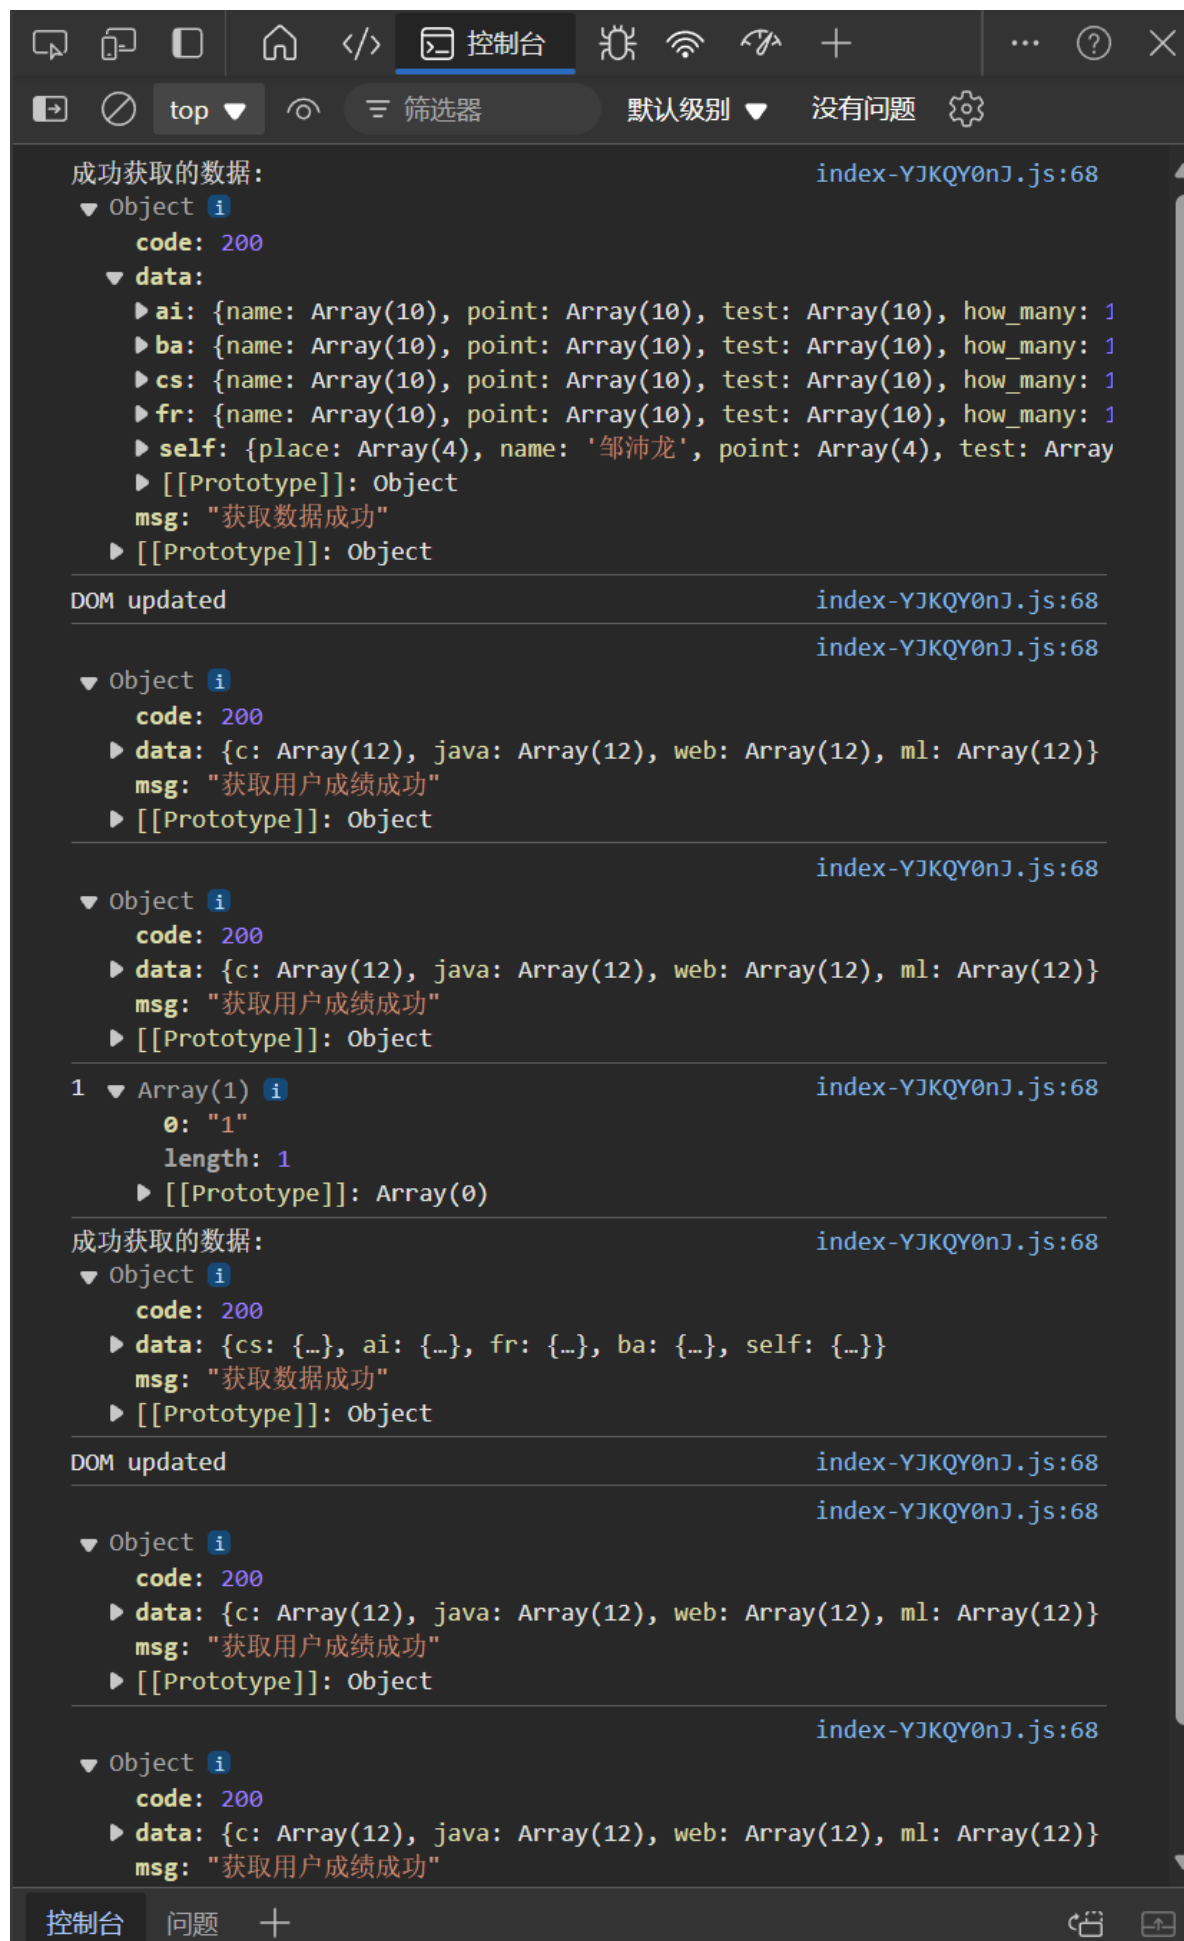 控制台
top
筛选器
默认级别
没有问题
成功获取的数据:
index-YJKQY0nJ.js:68
Object i
code: 200
data:
ai: {name: Array(10), point: Array(10), test: Array(10), how_many: 1
ba: {name: Array(10), point: Array(10), test: Array(10), how_many: 1
cs: {name: Array(10), point: Array(10), test: Array(10), how_many: 1
fr: {name: Array(10), point: Array(10), test: Array(10), how_many: 1
self: {place: Array(4), name: '邹沛龙', point: Array(4), test: Array
[[Prototype]]: Object
msg: "获取数据成功"
[[Prototype]]: Object
DOM updated index-YJKQY0nJ.js:68
index-YJKQY0nJ.js:68
Object i
code: 200
data: {c: Array(12), java: Array(12), web: Array(12), ml: Array(12)}
msg: "获取用户成绩成功"
[[Prototype]]: Object
index-YJKQY0nJ.js:68
Object i
code: 200
data: {c: Array(12), java: Array(12), web: Array(12), ml: Array(12)}
msg: "获取用户成绩成功"
[[Prototype]]: Object
1 Array(1) i index-YJKQY0nJ.js:68
0: "1"
length: 1
[[Prototype]]: Array(0)
成功获取的数据: index-YJKQY0nJ.js:68
Object i
code: 200
data: {cs: {…}, ai: {…}, fr: {…}, ba: {…}, self: {…}}
msg: "获取数据成功"
[[Prototype]]: Object
DOM updated index-YJKQY0nJ.js:68
index-YJKQY0nJ.js:68
Object i
code: 200
data: {c: Array(12), java: Array(12), web: Array(12), ml: Array(12)}
msg: "获取用户成绩成功"
[[Prototype]]: Object
index-YJKQY0nJ.js:68
Object i
code: 200
data: {c: Array(12), java: Array(12), web: Array(12), ml: Array(12)}
msg: "获取用户成绩成功"
控制台 问题